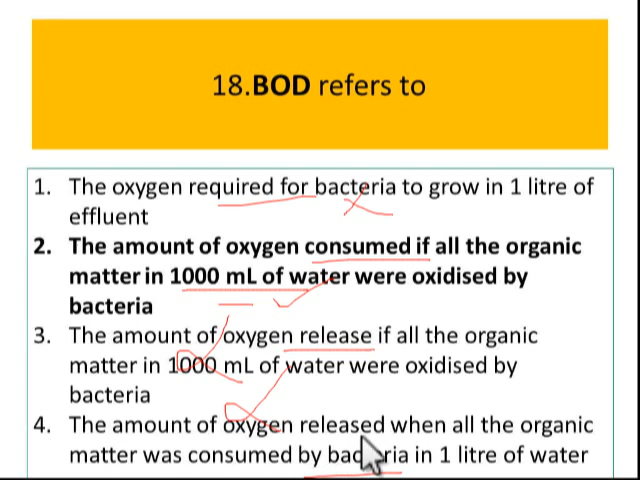 18.BOD refers to
1. The oxygen required for bacteria to grow in 1 litre of
effluent
2. The amount of oxygen consumed if all the organic
matter in 1000 mL of water were oxidised by
bacteria
3. The amount of oxygen release if all the organic
matter in 1000 mL of water were oxidised by
bacteria
4. The amount of oxygen released when all the organic
matter was consumed by bacteria in 1 litre of water